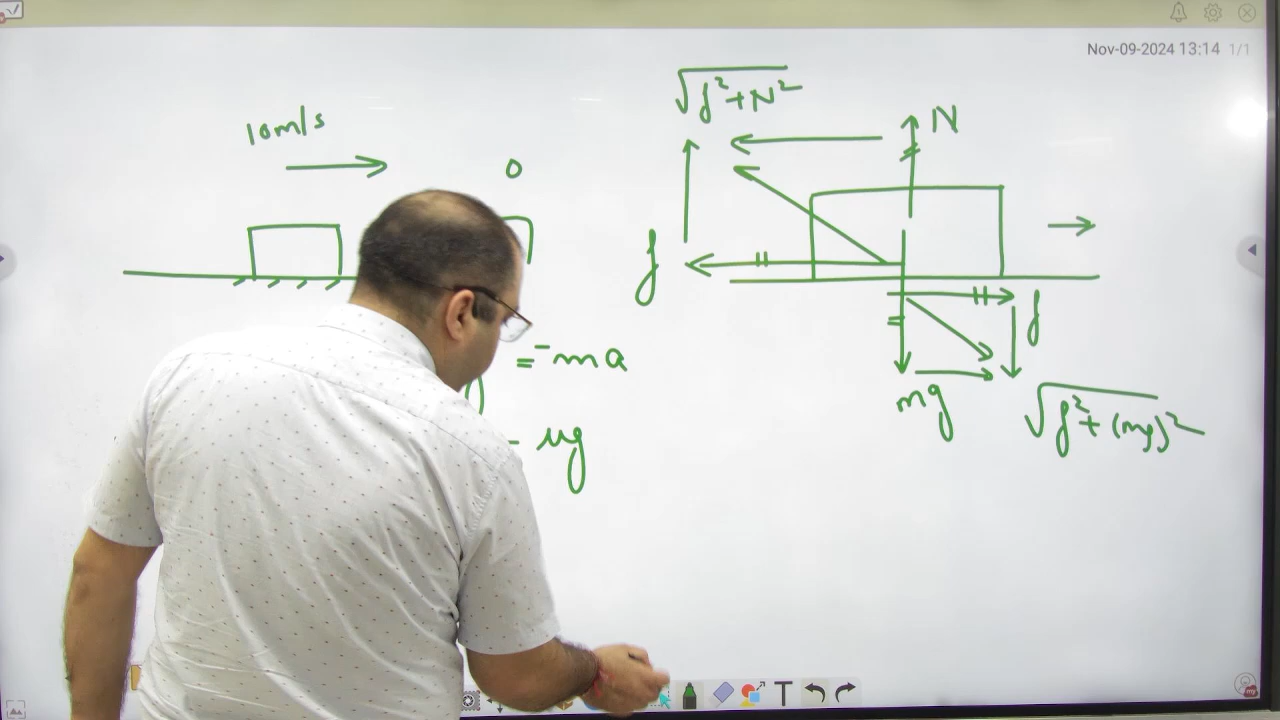 Nov-09-2024 13:14 1/1
10m/s
0
= -ma
- μg
√f²+N²
N
f
f
mg
√f²+(mg)²
T